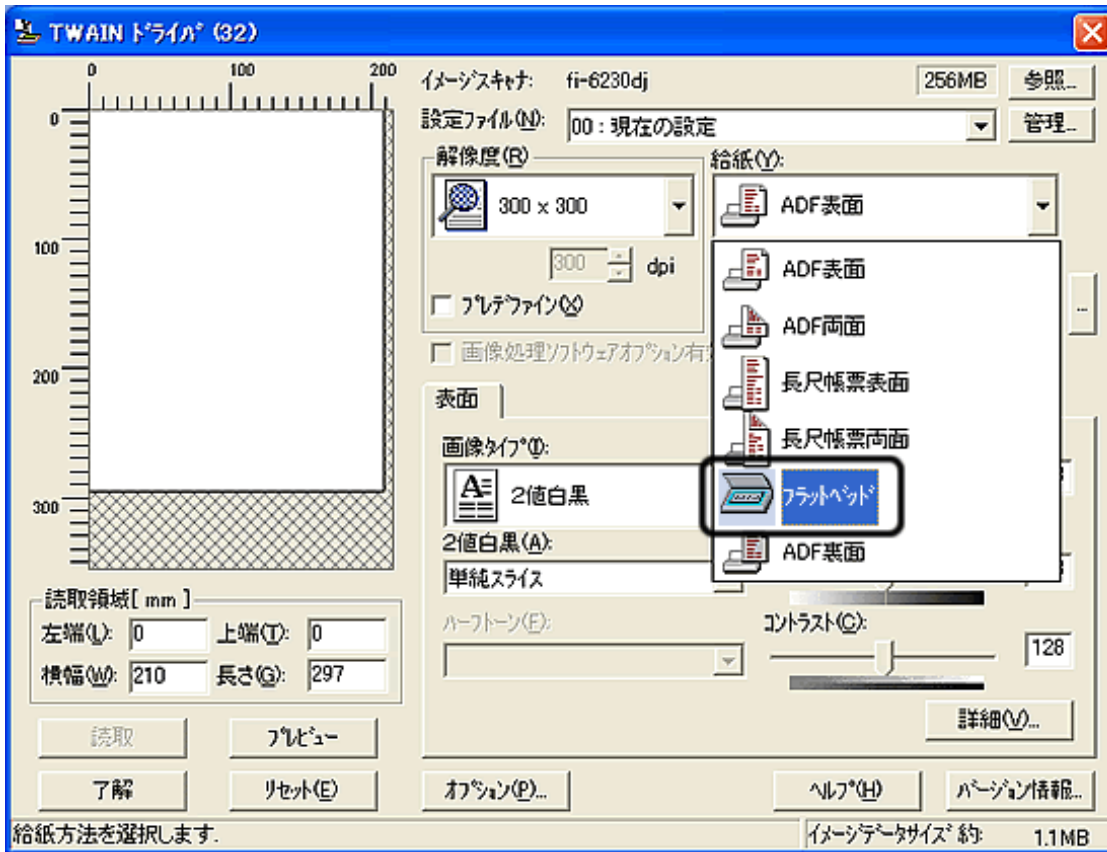 TWAIN ﾄﾞﾗｲﾊﾞ (32)
0 100 200
0
100
200
300
ｲﾒｰｼﾞｽｷｬﾅ: fi-6230dj 256MB 参照...
設定ﾌｧｲﾙ(N): 00 : 現在の設定 管理...
解像度(R)
300 x 300
300 dpi
ﾌﾟﾚﾃﾞﾌｧｲﾝ(X)
画像処理ｿﾌﾄｳｪｱｵﾌﾟｼｮﾝ有
給紙(Y):
ADF表面
ADF表面
ADF両面
長尺帳票表面
長尺帳票両面
ﾌﾗｯﾄﾍﾞｯﾄﾞ
ADF裏面
...
表面
画像ﾀｲﾌﾟ(I):
2値白黒
2値白黒(A):
単純ｽﾗｲｽ
ﾊｰﾌﾄｰﾝ(F):
ｺﾝﾄﾗｽﾄ(C):
128
詳細(V)...
読取領域[ mm ]
左端(L): 0 上端(T): 0
横幅(W): 210 長さ(G): 297
読取 ﾌﾟﾚﾋﾞｭｰ
了解 ﾘｾｯﾄ(E) ｵﾌﾟｼｮﾝ(P)... ﾍﾙﾌﾟ(H) ﾊﾞｰｼﾞｮﾝ情報...
給紙方法を選択します. ｲﾒｰｼﾞﾃﾞｰﾀｻｲｽﾞ 約: 1.1MB